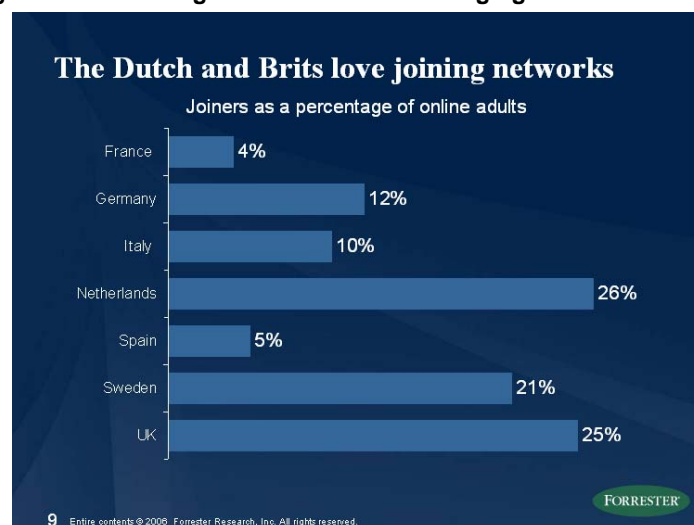 The Dutch and Brits love joining networks
Joiners as a percentage of online adults
France 4%
Germany 12%
Italy 10%
Netherlands 26%
Spain 5%
Sweden 21%
UK 25%
FORRESTER
9 Entire contents © 2006 Forrester Research, Inc. All rights reserved.